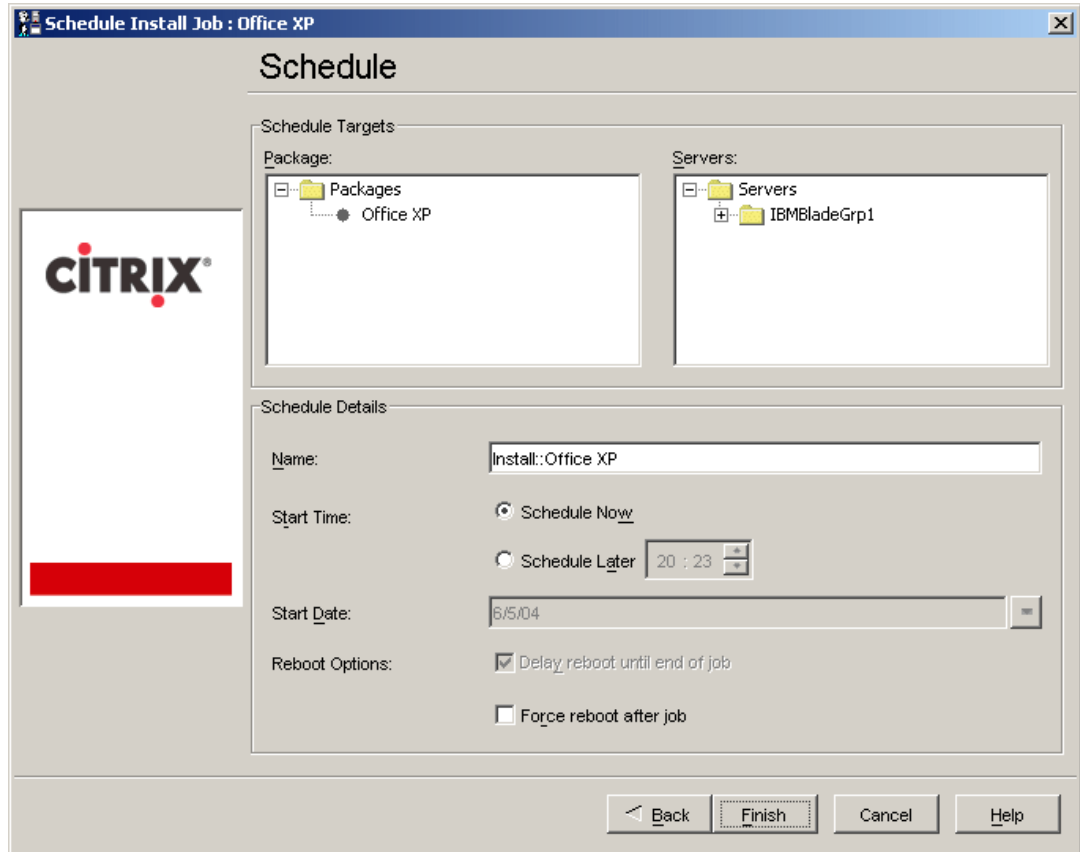 Schedule Install Job : Office XP
Schedule
Schedule Targets
Package:
Servers:
Packages
Office XP
Servers
IBMBladeGrp1
CiTRIX®
Schedule Details
Name:
Install::Office XP
Start Time:
Schedule Now
Schedule Later
20 : 23
Start Date:
6/5/04
Reboot Options:
Delay reboot until end of job
Force reboot after job
Back
Finish
Cancel
Help